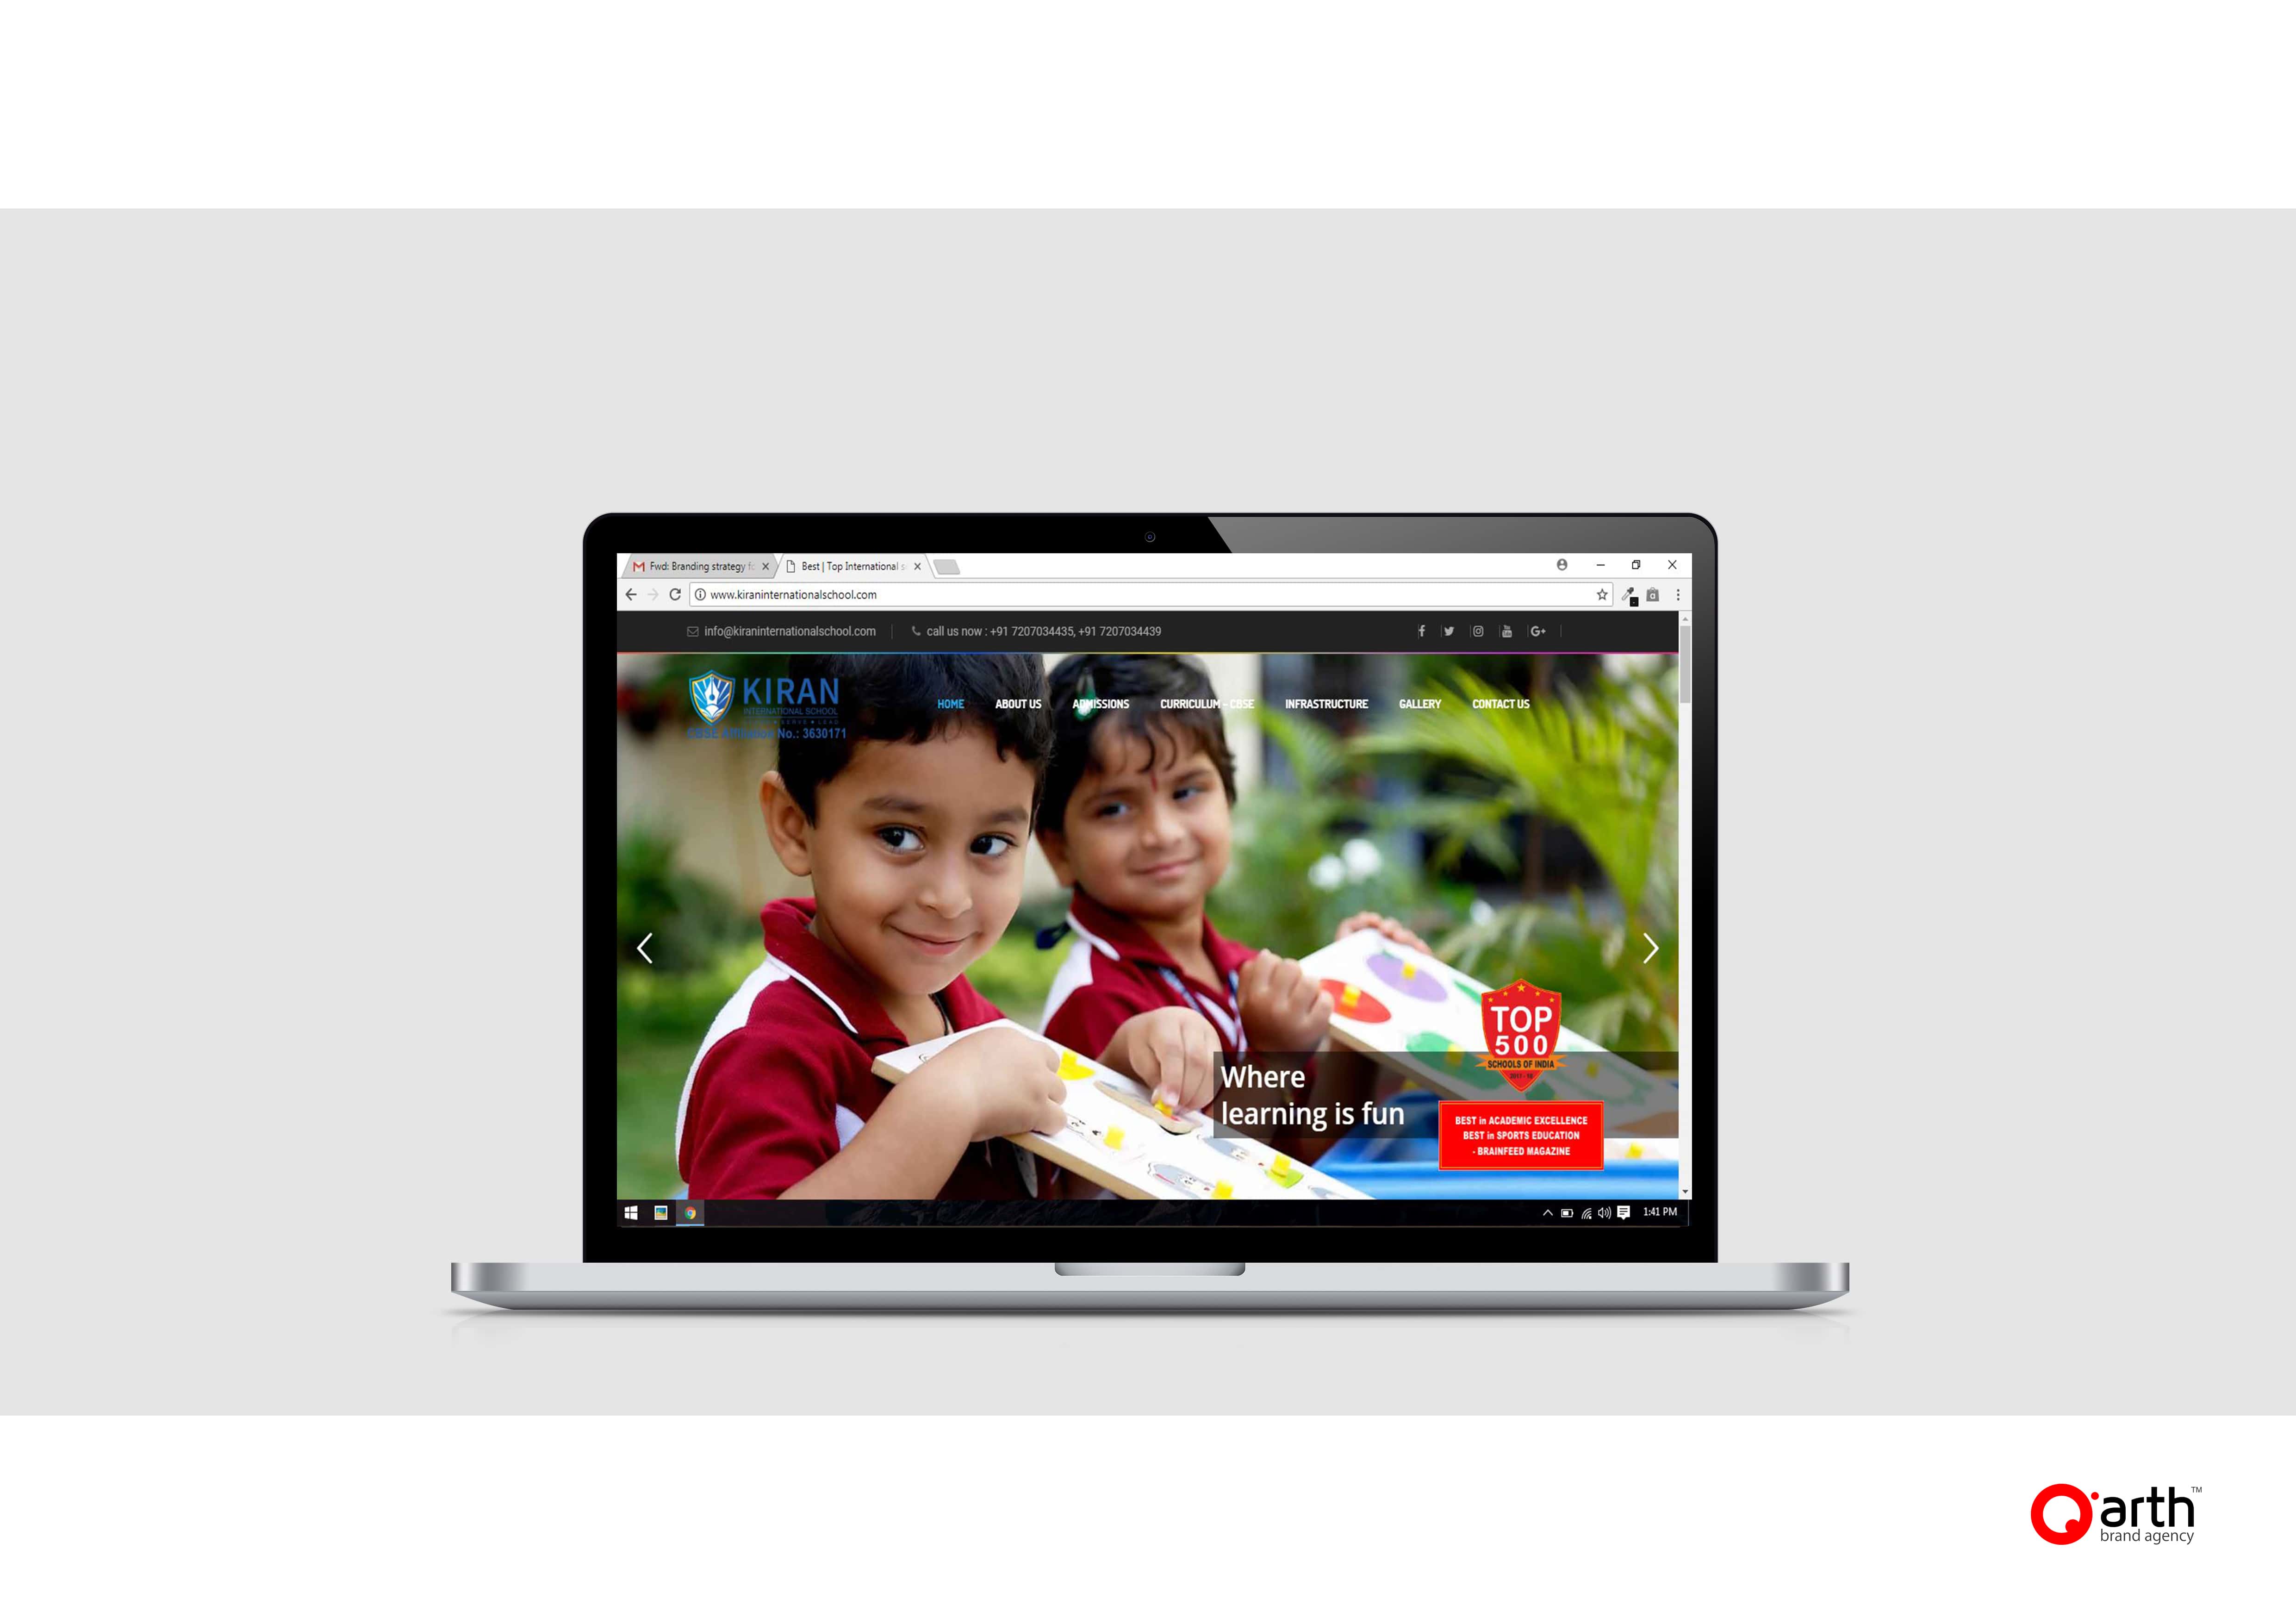 Fwd: Branding strategy
Best | Top International
www.kiraninternationalschool.com
info@kiraninternationalschool.com
call us now : +91 7207034435, +91 7207034439
G+
KIRAN
INTERNATIONAL SCHOOL
SERVE • LEAD
CBSE Affiliation No.: 3630171
HOME
ABOUT US
ADMISSIONS
CURRICULUM - CBSE
INFRASTRUCTURE
GALLERY
CONTACT US
TOP
500
SCHOOLS OF INDIA
Where
learning is fun
BEST in ACADEMIC EXCELLENCE
BEST in SPORTS EDUCATION
- BRAINFEED MAGAZINE
1:41 PM
arth™
brand agency